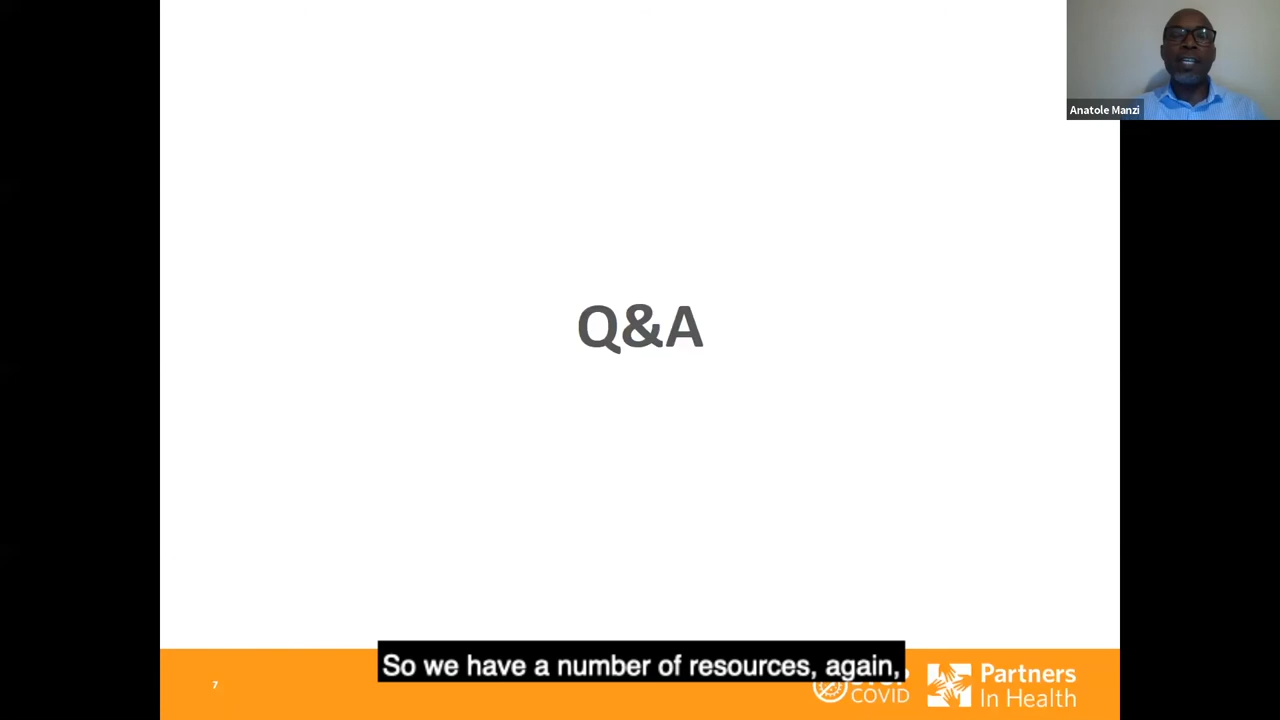 Anatole Manzi
Q&A
So we have a number of resources, again,
7
COVID
Partners
In Health